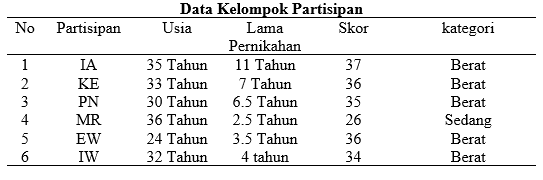 Data Kelompok Partisipan
No Partisipan Usia Lama Pernikahan Skor kategori
1 IA 35 Tahun 11 Tahun 37 Berat
2 KE 33 Tahun 7 Tahun 36 Berat
3 PN 30 Tahun 6.5 Tahun 35 Berat
4 MR 36 Tahun 2.5 Tahun 26 Sedang
5 EW 24 Tahun 3.5 Tahun 36 Berat
6 IW 32 Tahun 4 tahun 34 Berat